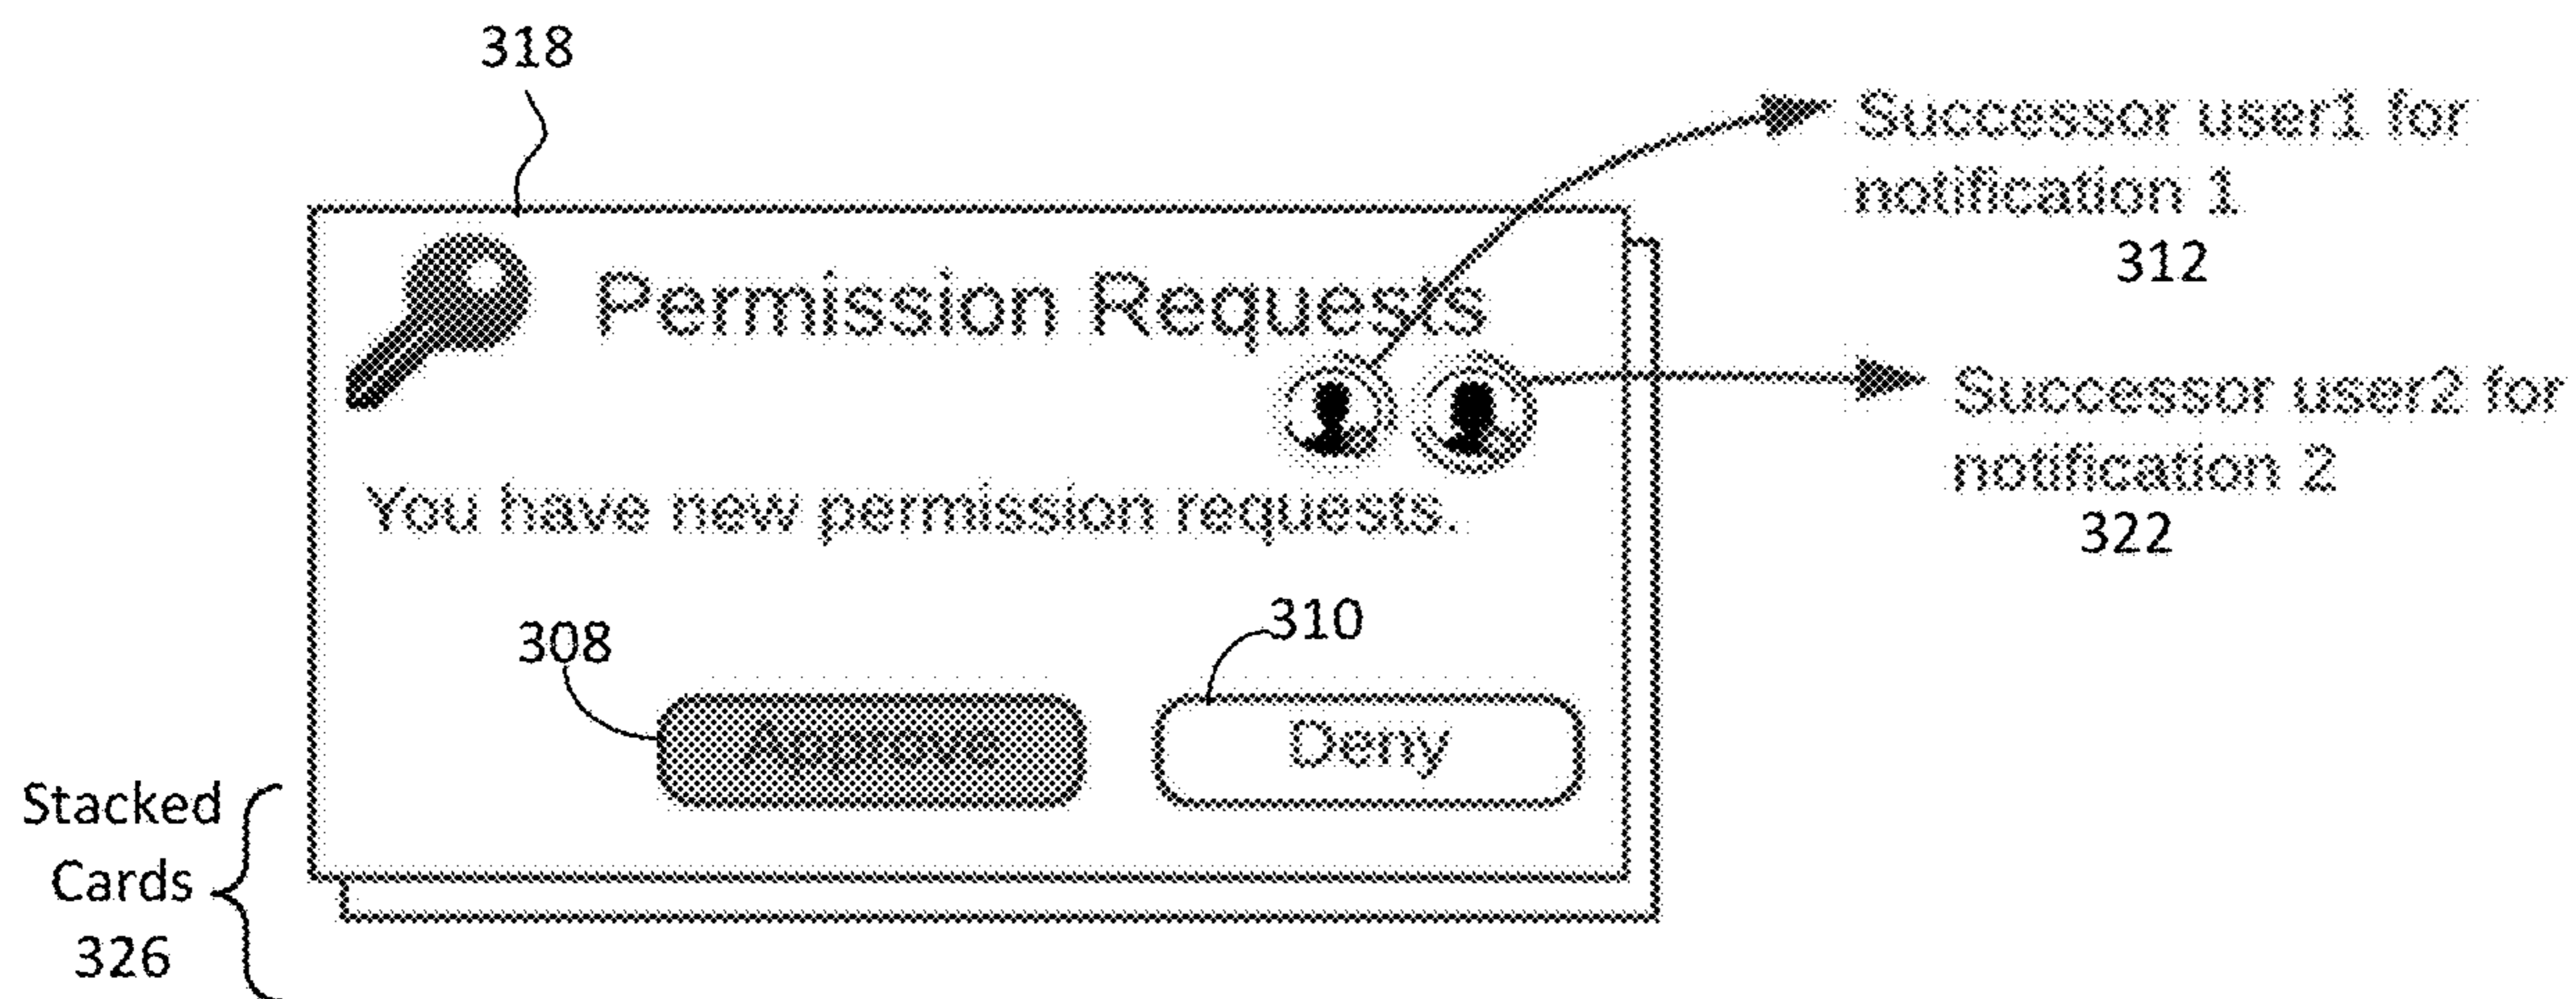 318
Successor user1 for
notification 1
312
Permission Requests
Successor user2 for
notification 2
322
You have new permission requests.
308
310
Approve
Deny
Stacked
Cards
326